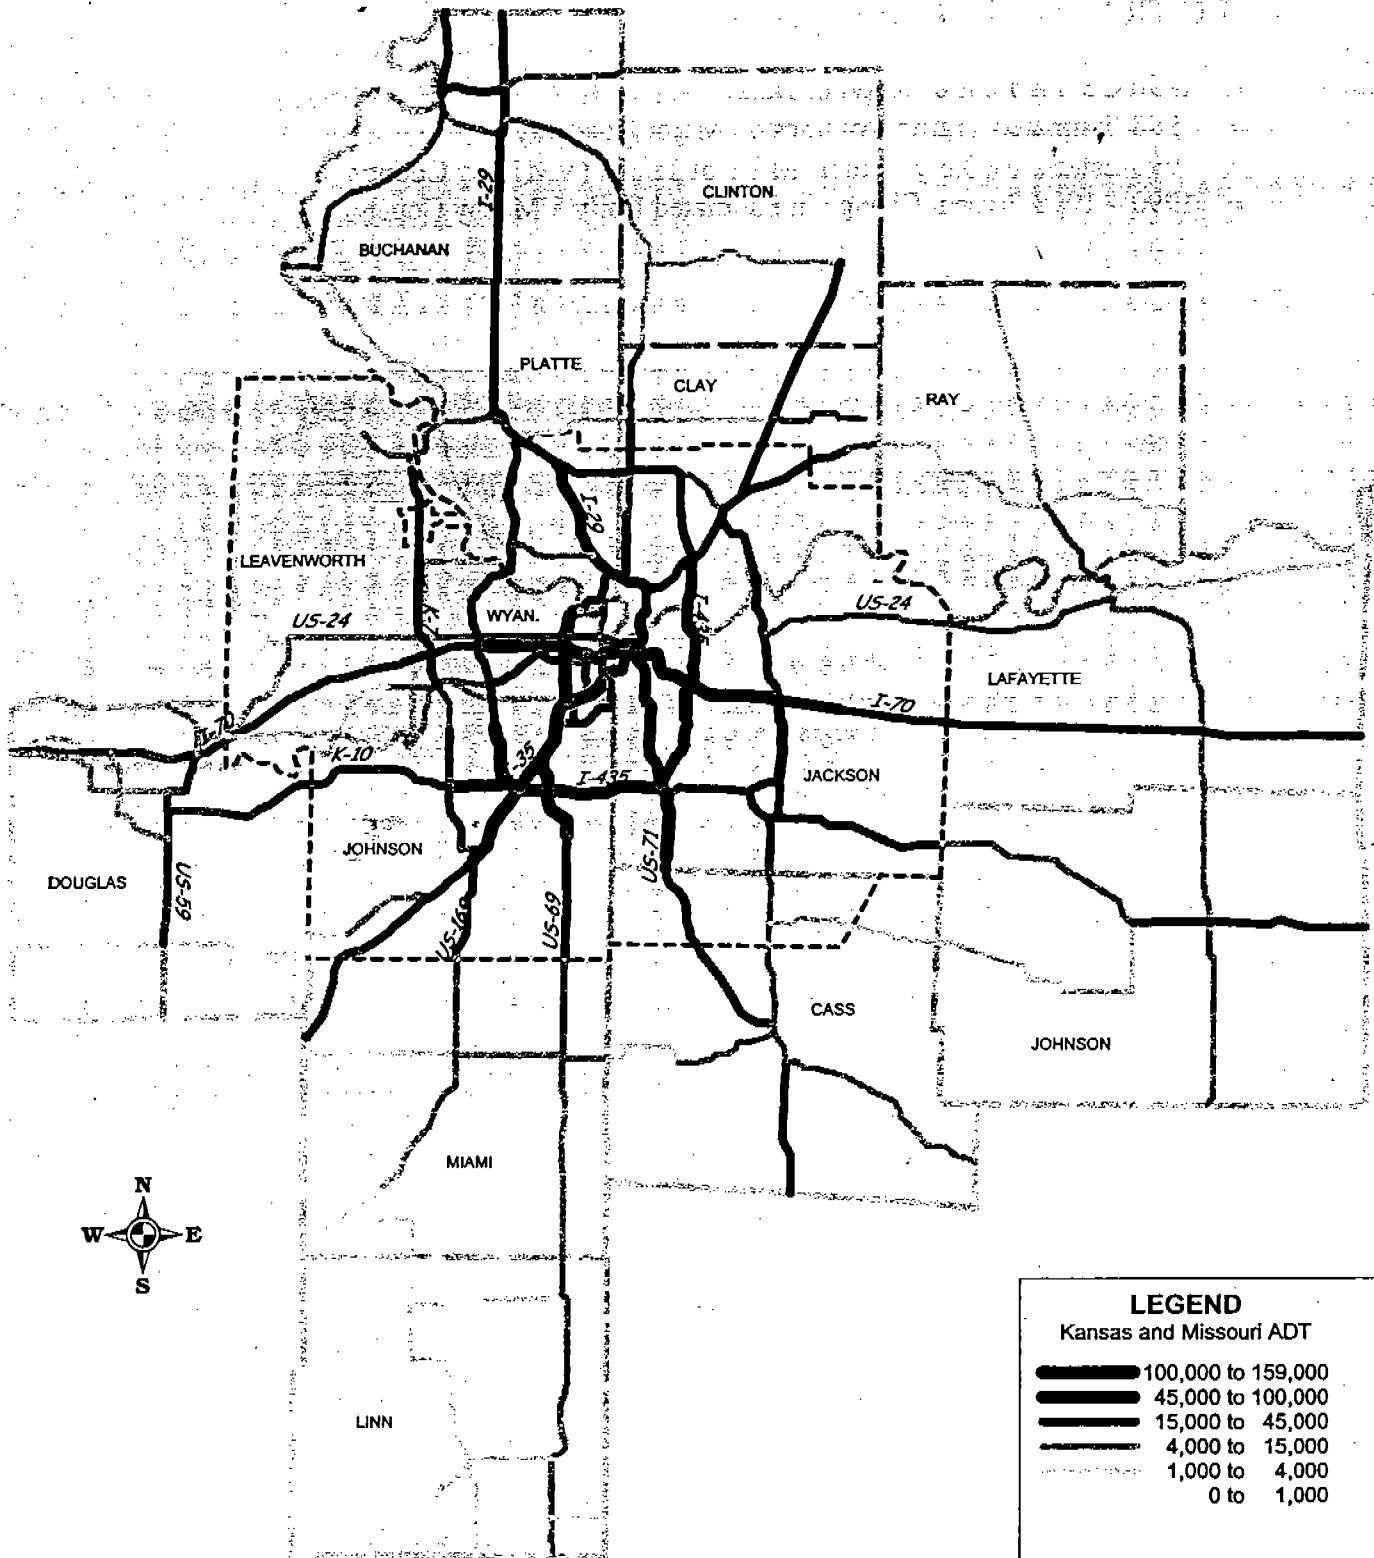 CLINTON
I-29
BUCHANAN
PLATTE
CLAY
RAY
I-29
LEAVENWORTH
US-24
K-7
WYAN.
I-435
US-24
LAFAYETTE
I-70
I-70
K-10
-35
I-435
JACKSON
JOHNSON
US-71
DOUGLAS
US-59
US-169
US-69
CASS
JOHNSON
MIAMI
N
W E
S
LINN
LEGEND
Kansas and Missouri ADT
100,000 to 159,000
45,000 to 100,000
15,000 to 45,000
4,000 to 15,000
1,000 to 4,000
0 to 1,000